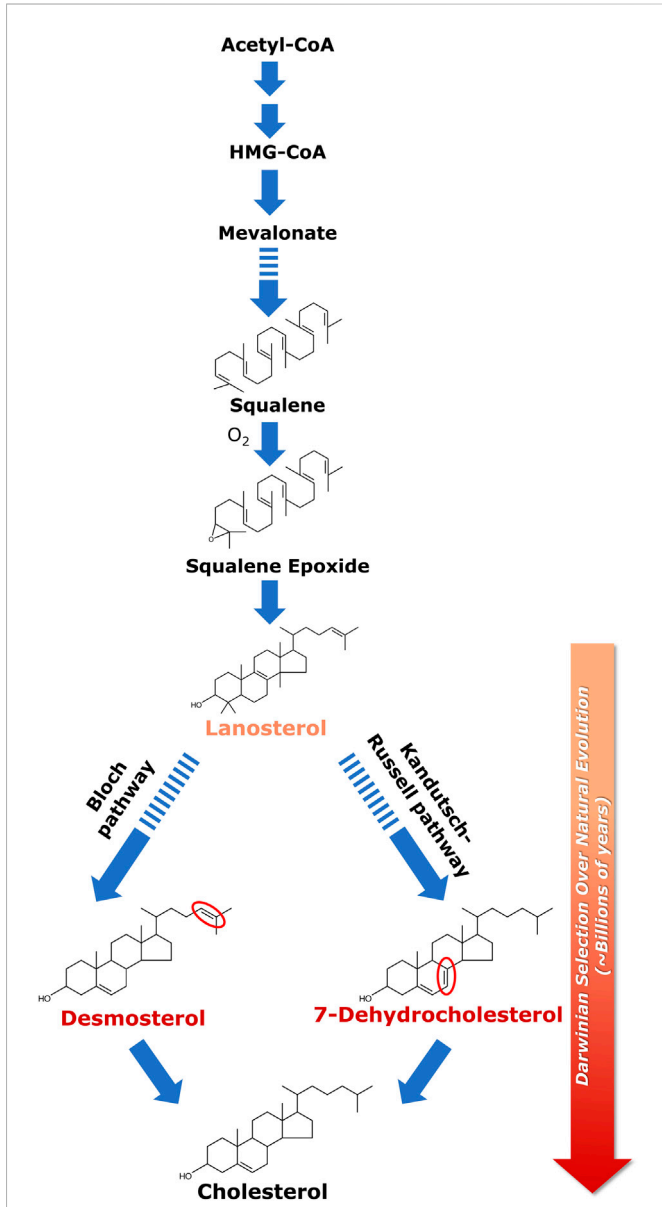 Acetyl-CoA
HMG-CoA
Mevalonate
Squalene
O₂
O
Squalene Epoxide
HO
Lanosterol
Bloch
pathway
Kandutsch-
Russell pathway
HO
Desmosterol
HO
7-Dehydrocholesterol
HO
Cholesterol
Darwinian Selection Over Natural Evolution
(~Billions of years)